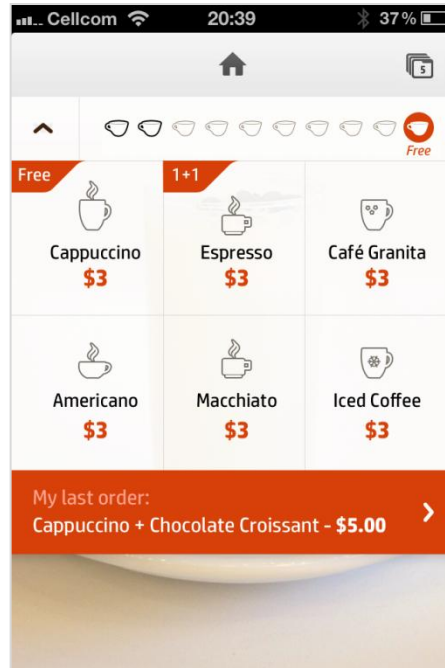 Cellcom 20:39 37%
5
Free
Free 1+1
Cappuccino Espresso Café Granita
$3 $3 $3
Americano Macchiato Iced Coffee
$3 $3 $3
My last order:
Cappuccino + Chocolate Croissant - $5.00